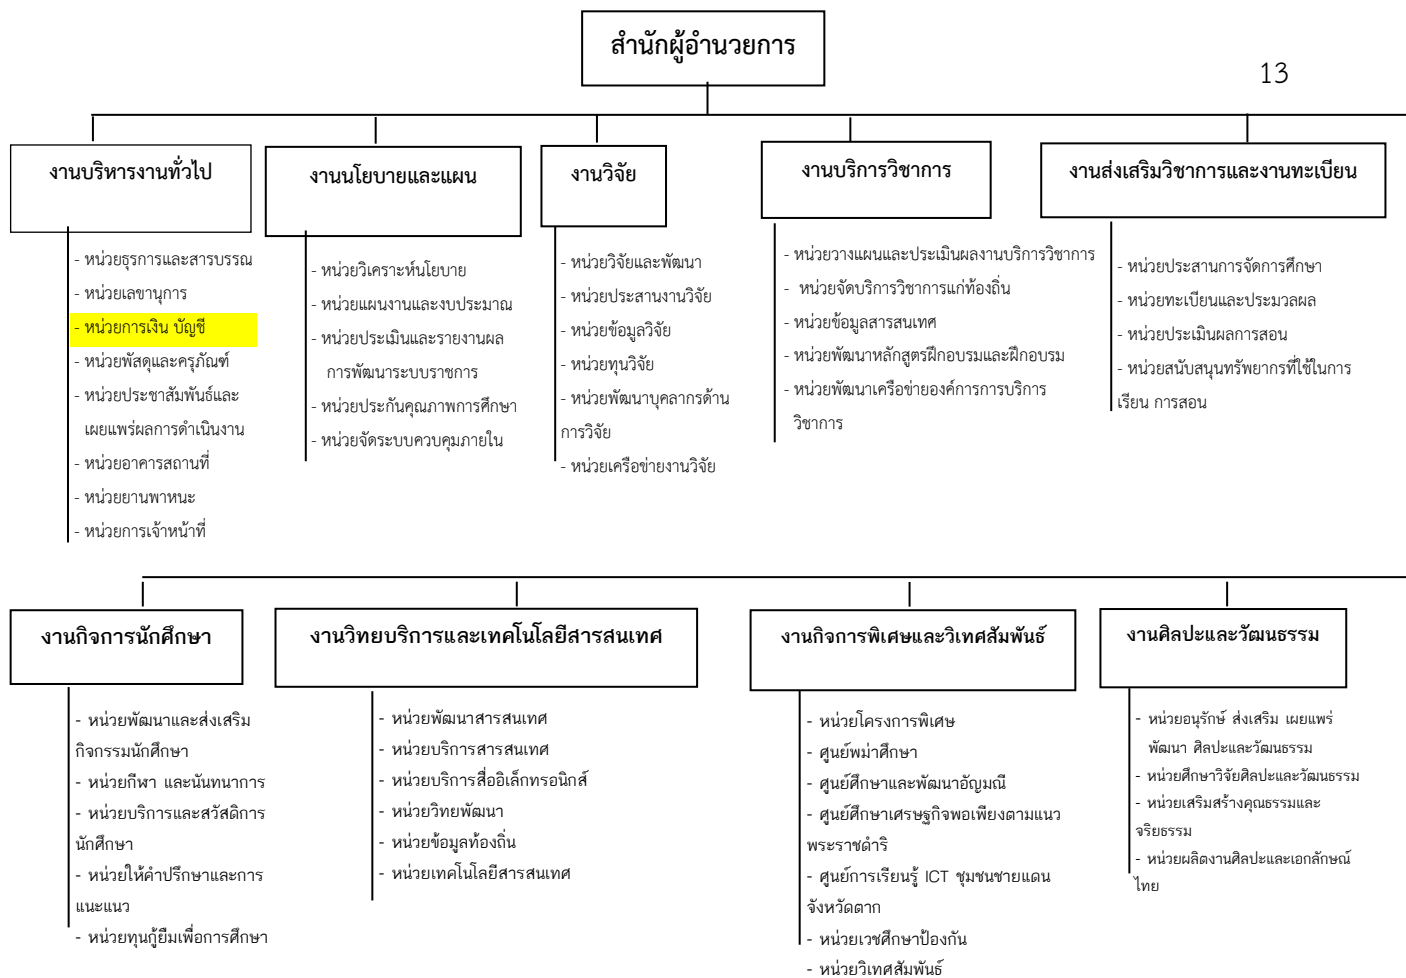 สำนักผู้อำนวยการ
13
งานบริหารงานทั่วไป
- หน่วยธุรการและสารบรรณ
- หน่วยเลขานุการ
- หน่วยการเงิน บัญชี
- หน่วยพัสดุและครุภัณฑ์
- หน่วยประชาสัมพันธ์และ
เผยแพร่ผลการดำเนินงาน
- หน่วยอาคารสถานที่
- หน่วยยานพาหนะ
- หน่วยการเจ้าหน้าที่
งานนโยบายและแผน
- หน่วยวิเคราะห์นโยบาย
- หน่วยแผนงานและงบประมาณ
- หน่วยประเมินและรายงานผล
การพัฒนาระบบราชการ
- หน่วยประกันคุณภาพการศึกษา
- หน่วยจัดระบบควบคุมภายใน
งานวิจัย
- หน่วยวิจัยและพัฒนา
- หน่วยประสานงานวิจัย
- หน่วยข้อมูลวิจัย
- หน่วยทุนวิจัย
- หน่วยพัฒนาบุคลากรด้าน
การวิจัย
- หน่วยเครือข่ายงานวิจัย
งานบริการวิชาการ
- หน่วยวางแผนและประเมินผลงานบริการวิชาการ
- หน่วยจัดบริการวิชาการแก่ท้องถิ่น
- หน่วยข้อมูลสารสนเทศ
- หน่วยพัฒนาหลักสูตรฝึกอบรมและฝึกอบรม
- หน่วยพัฒนาเครือข่ายองค์การการบริการ
วิชาการ
งานส่งเสริมวิชาการและงานทะเบียน
- หน่วยประสานการจัดการศึกษา
- หน่วยทะเบียนและประมวลผล
- หน่วยประเมินผลการสอน
- หน่วยสนับสนุนทรัพยากรที่ใช้ในการ
เรียน การสอน
งานกิจการนักศึกษา
- หน่วยพัฒนาและส่งเสริม
กิจกรรมนักศึกษา
- หน่วยกีฬา และนันทนาการ
- หน่วยบริการและสวัสดิการ
นักศึกษา
- หน่วยให้คำปรึกษาและการ
แนะแนว
- หน่วยทุนกู้ยืมเพื่อการศึกษา
งานวิทยบริการและเทคโนโลยีสารสนเทศ
- หน่วยพัฒนาสารสนเทศ
- หน่วยบริการสารสนเทศ
- หน่วยบริการสื่ออิเล็กทรอนิกส์
- หน่วยวิทยพัฒนา
- หน่วยข้อมูลท้องถิ่น
- หน่วยเทคโนโลยีสารสนเทศ
งานกิจการพิเศษและวิเทศสัมพันธ์
- หน่วยโครงการพิเศษ
- ศูนย์พม่าศึกษา
- ศูนย์ศึกษาและพัฒนาอัญมณี
- ศูนย์ศึกษาเศรษฐกิจพอเพียงตามแนว
พระราชดำริ
- ศูนย์การเรียนรู้ ICT ชุมชนชายแดน
จังหวัดตาก
- หน่วยเวชศึกษาป้องกัน
- หน่วยวิเทศสัมพันธ์
งานศิลปะและวัฒนธรรม
- หน่วยอนุรักษ์ ส่งเสริม เผยแพร่
พัฒนา ศิลปะและวัฒนธรรม
- หน่วยศึกษาวิจัยศิลปะและวัฒนธรรม
- หน่วยเสริมสร้างคุณธรรมและ
จริยธรรม
- หน่วยผลิตงานศิลปะและเอกลักษณ์
ไทย